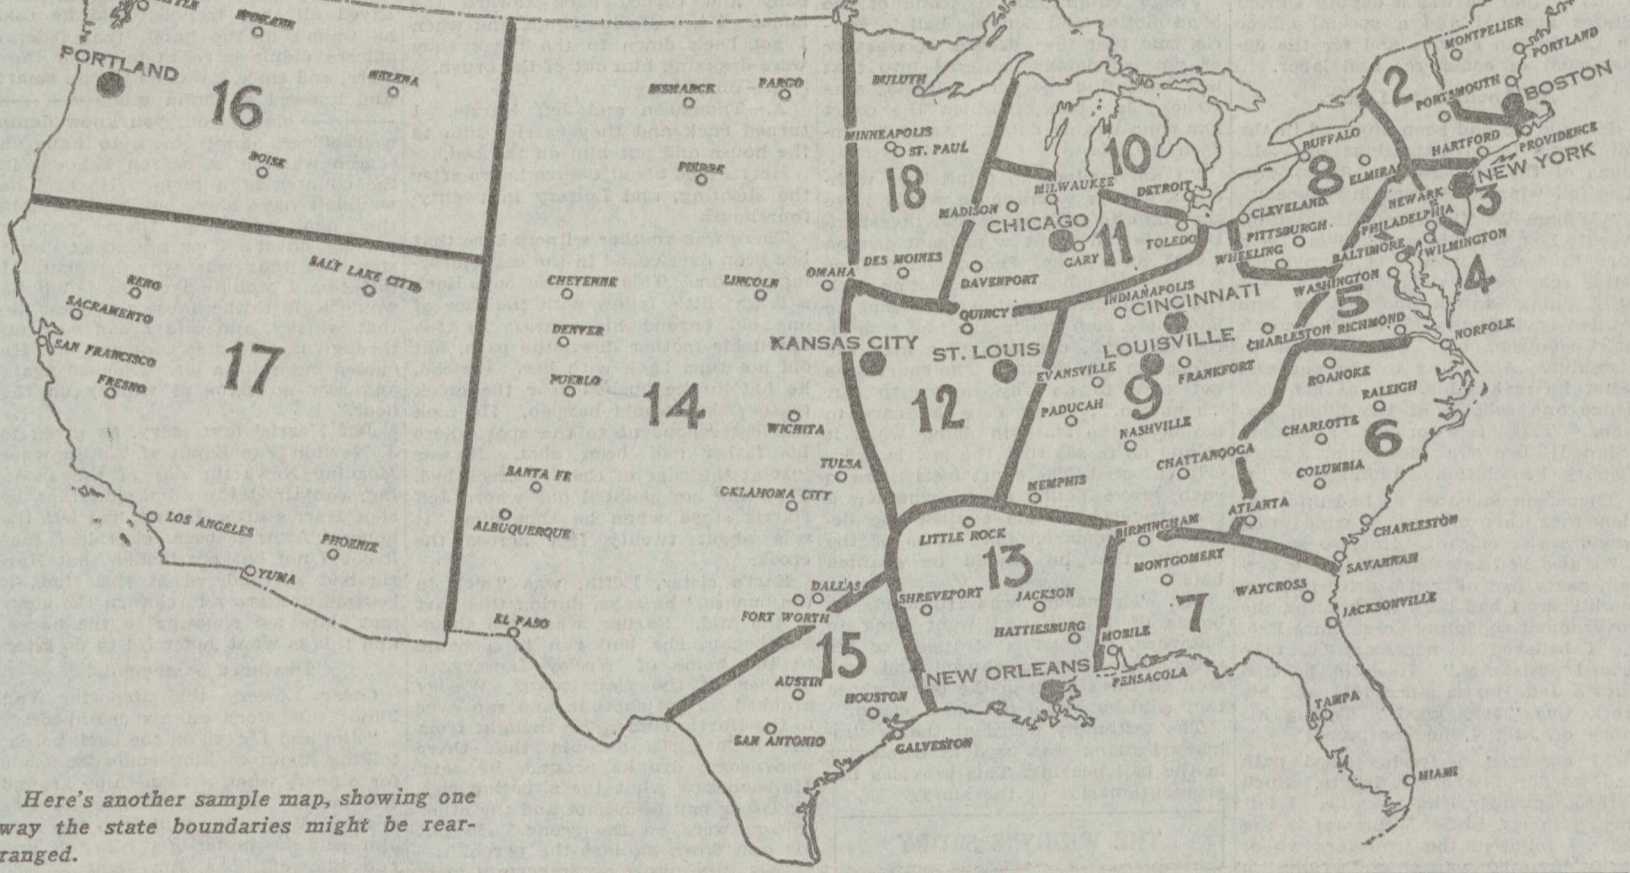 SPOKANE
PORTLAND
16
HELENA
BOISE
BISMARCK
FARGO
PIERRE
DULUTH
MINNEAPOLIS
ST. PAUL
18
10
MILWAUKEE
DETROIT
MADISON
CHICAGO
GARY
11
TOLEDO
DES MOINES
DAVENPORT
2
MONTPELIER
PORTLAND
PORTSMOUTH
BOSTON
BUFFALO
8
ELMIRA
HARTFORD
PROVIDENCE
NEW YORK
NEWARK
3
CLEVELAND
PITTSBURGH
WHEELING
PHILADELPHIA
BALTIMORE
WILMINGTON
WASHINGTON
5
4
RENO
SACRAMENTO
SAN FRANCISCO
FRESNO
17
SALT LAKE CITY
LOS ANGELES
PHOENIX
YUMA
CHEYENNE
LINCOLN
OMAHA
DENVER
PUEBLO
14
WICHITA
TULSA
SANTA FE
OKLAHOMA CITY
ALBUQUERQUE
EL PASO
KANSAS CITY
QUINCY
ST. LOUIS
12
INDIANAPOLIS
CINCINNATI
LOUISVILLE
EVANSVILLE
9
FRANKFORT
PADUCAH
NASHVILLE
MEMPHIS
CHATTANOOGA
CHARLESTON
RICHMOND
NORFOLK
ROANOKE
RALEIGH
CHARLOTTE
6
COLUMBIA
ATLANTA
CHARLESTON
SAVANNAH
BIRMINGHAM
MONTGOMERY
WAYCROSS
7
JACKSONVILLE
MOBILE
PENSACOLA
TAMPA
MIAMI
LITTLE ROCK
13
SHREVEPORT
JACKSON
HATTIESBURG
NEW ORLEANS
DALLAS
FORT WORTH
15
AUSTIN
HOUSTON
SAN ANTONIO
GALVESTON
Here's another sample map, showing one
way the state boundaries might be rear-
ranged.